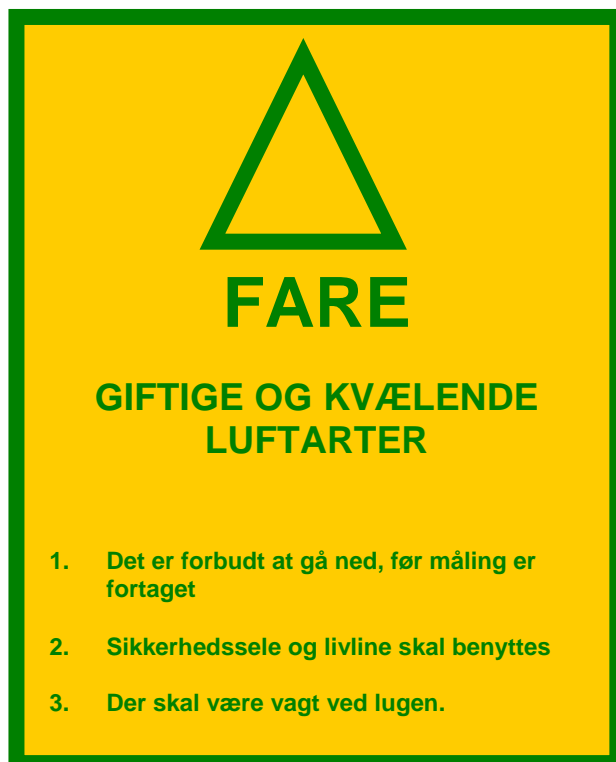 FARE
GIFTIGE OG KVÆLENDE
LUFTARTER
1. Det er forbudt at gå ned, før måling er
fortaget
2. Sikkerhedssele og livline skal benyttes
3. Der skal være vagt ved lugen.